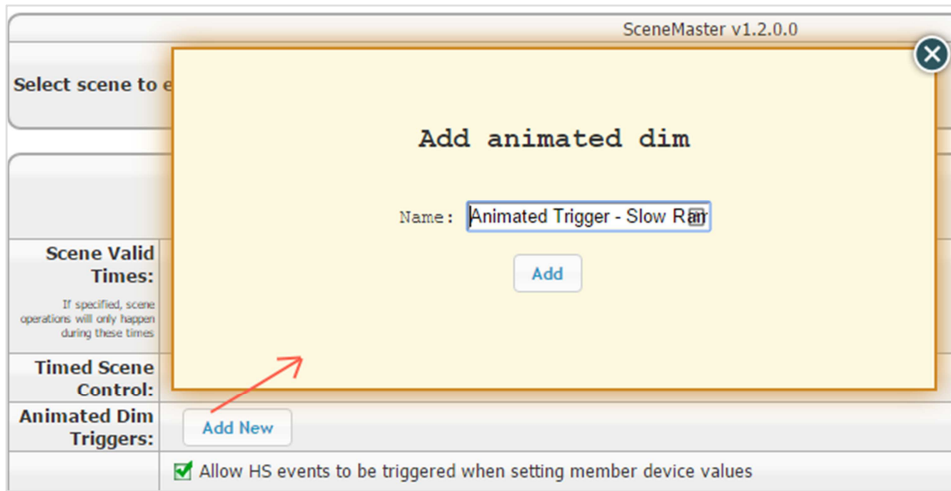 SceneMaster v1.2.0.0
Select scene to
Add animated dim
Name: Animated Trigger - Slow
Add
Scene Valid
Times:
If specified, scene
operations will only happen
during these times
Timed Scene
Control:
Animated Dim
Triggers:
Add New
Allow HS events to be triggered when setting member device values